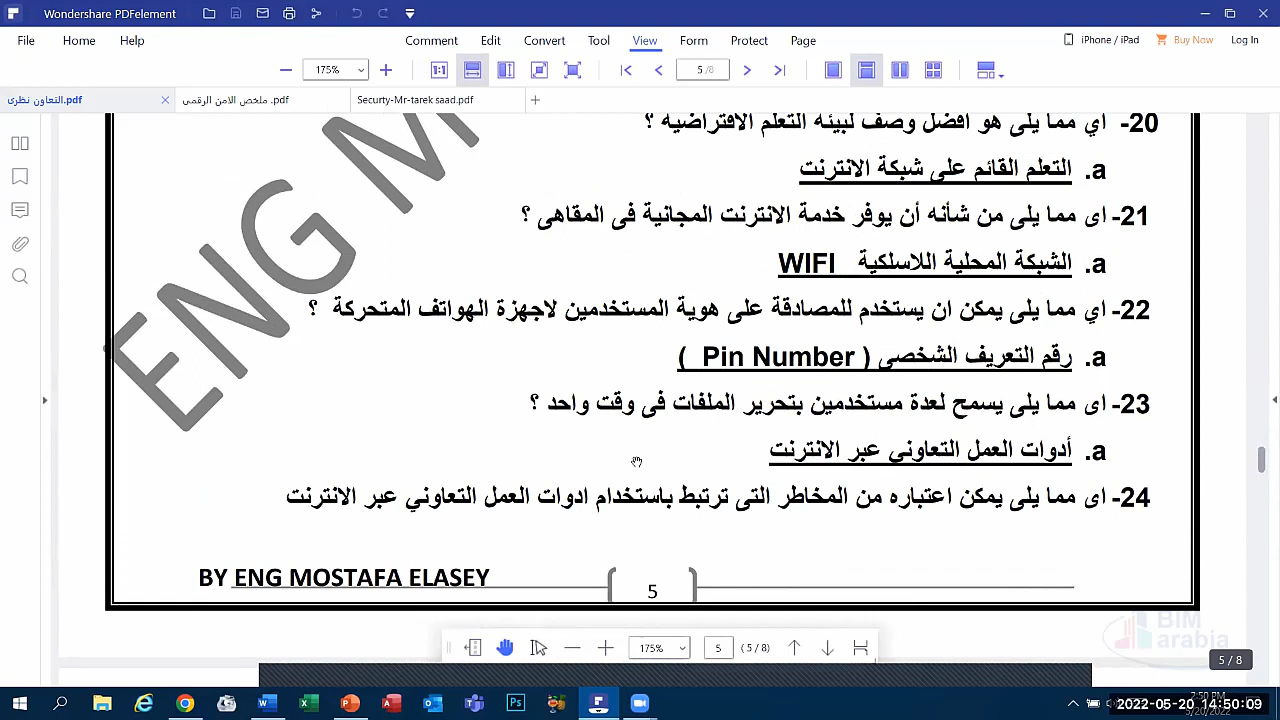 Wondershare PDFelement
File Home Help Comment Edit Convert Tool View Form Protect Page iPhone / iPad Buy Now Log In
175% 5 /8
التعاون نظرى.pdf ملخص الامن الرقمى .pdf Securty-Mr-tarek saad.pdf
ENG M
20- اي مما يلى هو افضل وصف لبيئه التعلم الافتراضيه ؟
a. التعلم القائم على شبكة الانترنت
21- اى مما يلى من شأنه أن يوفر خدمة الانترنت المجانية فى المقاهى ؟
a. الشبكة المحلية اللاسلكية WIFI
22- اي مما يلى يمكن ان يستخدم للمصادقة على هوية المستخدمين لاجهزة الهواتف المتحركة ؟
a. رقم التعريف الشخصى ( Pin Number )
23- اى مما يلى يسمح لعدة مستخدمين بتحرير الملفات فى وقت واحد ؟
a. أدوات العمل التعاوني عبر الانترنت
24- اى مما يلى يمكن اعتباره من المخاطر التى ترتبط باستخدام ادوات العمل التعاوني عبر الانترنت
BY ENG MOSTAFA ELASEY
5
BIM
arabia
175% 5 (5 / 8)
5 / 8
2:50 PM
2022-05-20 14:50:09